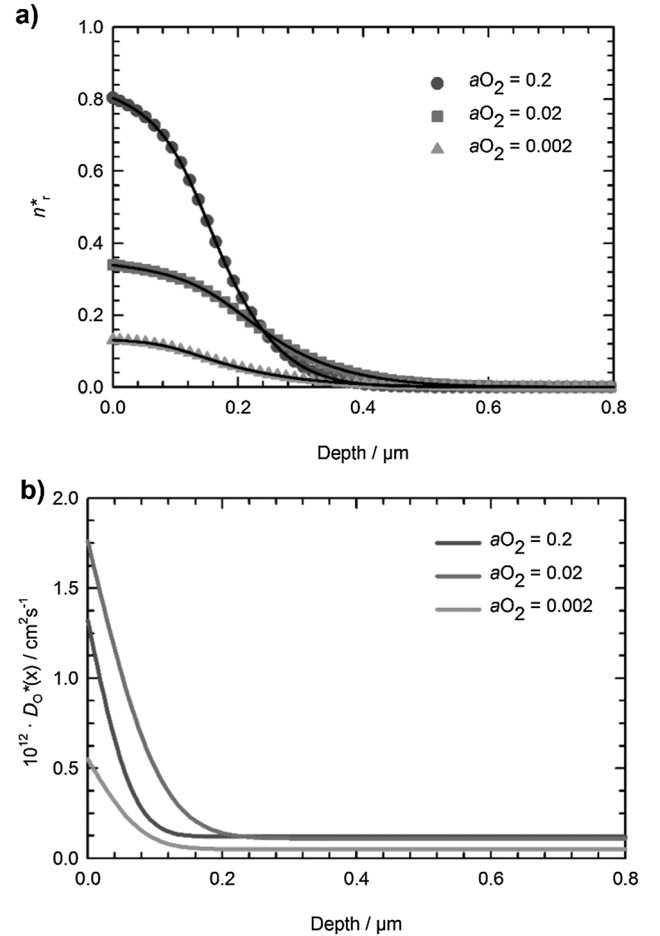 a)
1.0
0.8
0.6
0.4
0.2
0.0
n*r
aO2 = 0.2
aO2 = 0.02
aO2 = 0.002
0.0 0.2 0.4 0.6 0.8
Depth / µm
b)
2.0
1.5
1.0
0.5
0.0
10¹² · DO*(x) / cm²s⁻¹
aO2 = 0.2
aO2 = 0.02
aO2 = 0.002
0.0 0.2 0.4 0.6 0.8
Depth / µm